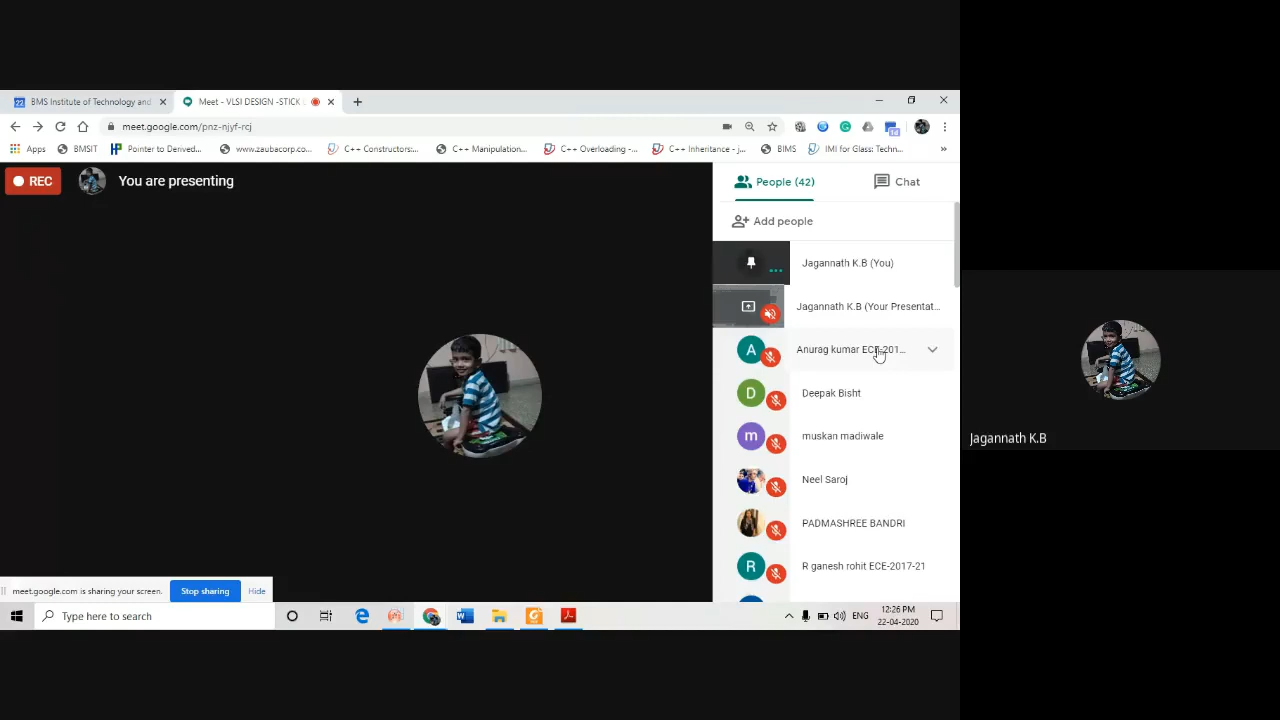 BMS Institute of Technology and
Meet - VLSI DESIGN -STICK
meet.google.com/pnz-njyf-rcj
Apps
BMSIT
Pointer to Derived...
www.zaubacorp.co...
C++ Constructors:...
C++ Manipulation...
C++ Overloading -...
C++ Inheritance - j...
BIMS
IMI for Glass: Techn...
»
REC
You are presenting
People (42)
Chat
Add people
Jagannath K.B (You)
Jagannath K.B (Your Presentat...
A
Anurag kumar ECE-201...
D
Deepak Bisht
m
muskan madiwale
Neel Saroj
PADMASHREE BANDRI
R
R ganesh rohit ECE-2017-21
Jagannath K.B
meet.google.com is sharing your screen.
Stop sharing
Hide
Type here to search
ENG
12:26 PM
22-04-2020